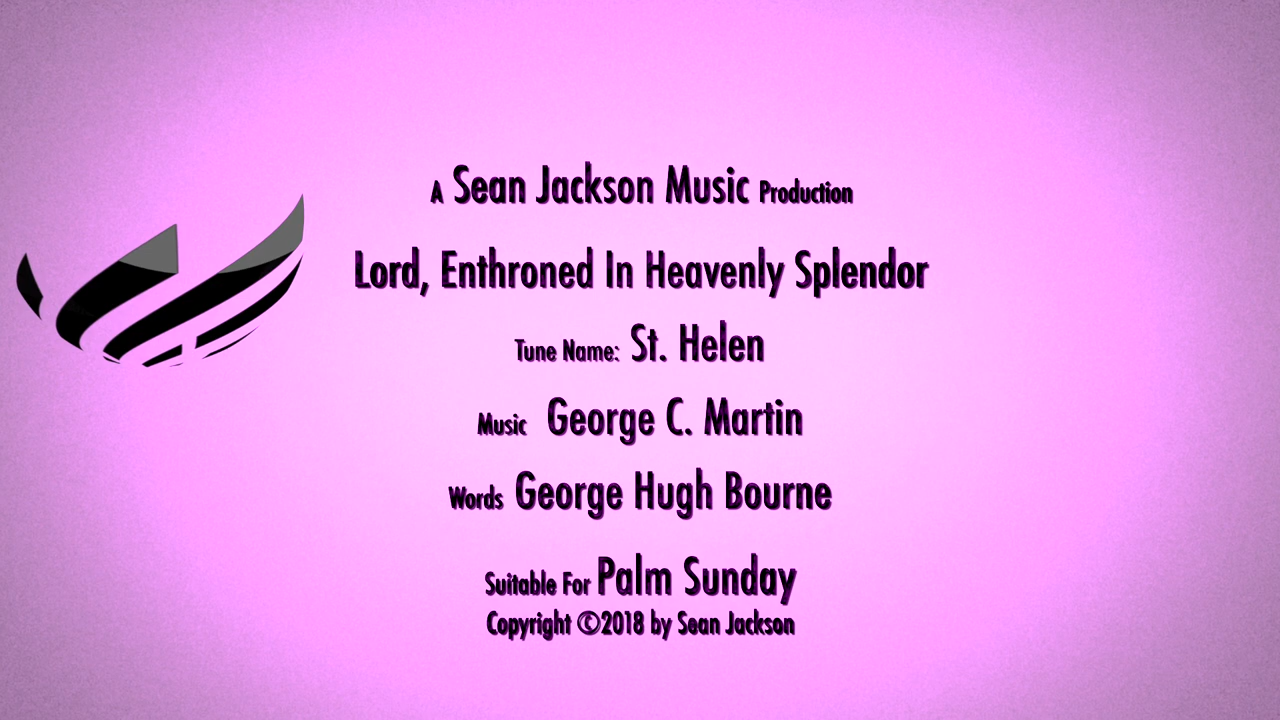 A Sean Jackson Music Production
Lord, Enthroned In Heavenly Splendor
Tune Name: St. Helen
Music George C. Martin
Words George Hugh Bourne
Suitable For Palm Sunday
Copyright ©2018 by Sean Jackson